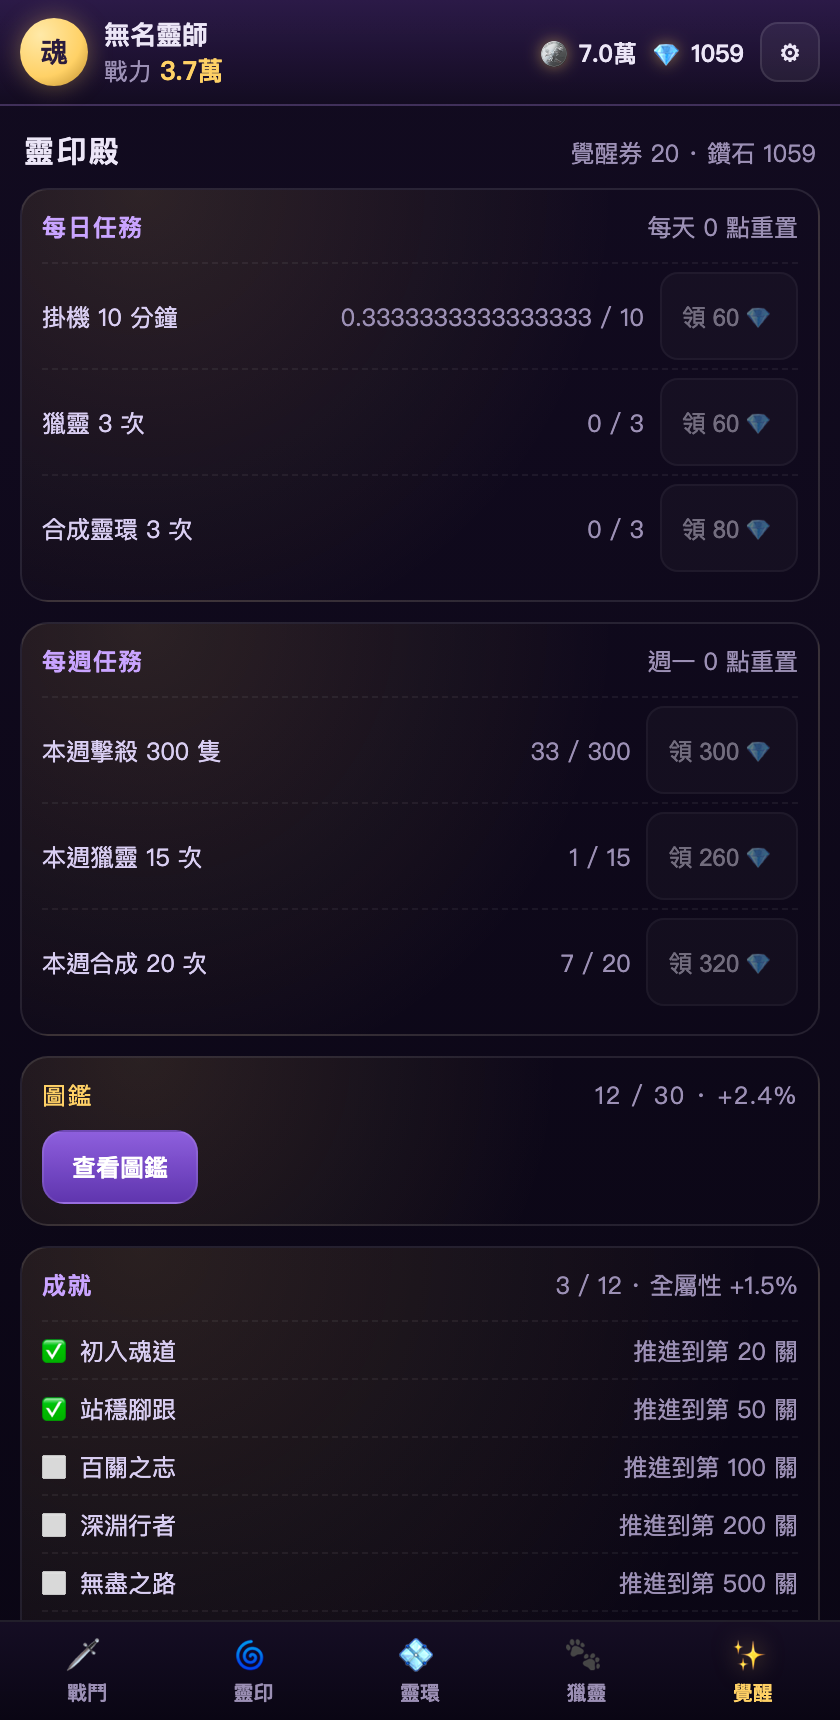 魂
無名靈師
戰力 3.7萬
7.0萬 1059
靈印殿
覺醒券 20 · 鑽石 1059
每日任務
每天 0 點重置
掛機 10 分鐘 0.3333333333333333 / 10 領 60
獵靈 3 次 0 / 3 領 60
合成靈環 3 次 0 / 3 領 80
每週任務
週一 0 點重置
本週擊殺 300 隻 33 / 300 領 300
本週獵靈 15 次 1 / 15 領 260
本週合成 20 次 7 / 20 領 320
圖鑑
12 / 30 · +2.4%
查看圖鑑
成就
3 / 12 · 全屬性 +1.5%
初入魂道 推進到第 20 關
站穩腳跟 推進到第 50 關
百關之志 推進到第 100 關
深淵行者 推進到第 200 關
無盡之路 推進到第 500 關
戰鬥 靈印 靈環 獵靈 覺醒